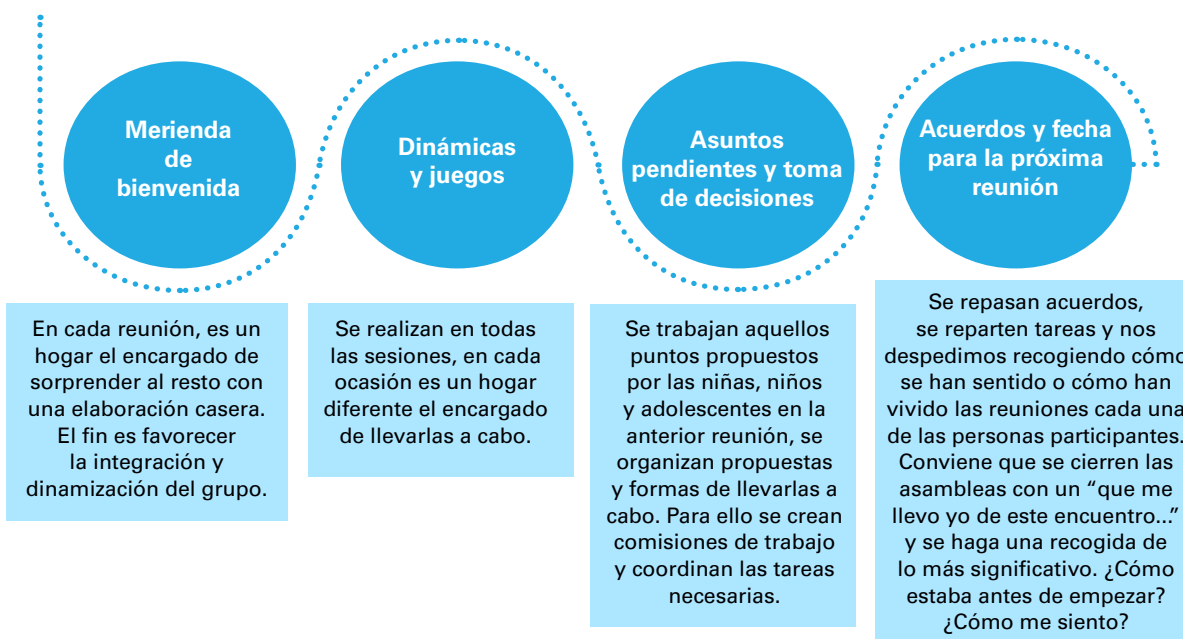 Merienda
de
bienvenida
Dinámicas
y juegos
Asuntos
pendientes y toma
de decisiones
Acuerdos y fecha
para la próxima
reunión
En cada reunión, es un
hogar el encargado de
sorprender al resto con
una elaboración casera.
El fin es favorecer
la integración y
dinamización del grupo.
Se realizan en todas
las sesiones, en cada
ocasión es un hogar
diferente el encargado
de llevarlas a cabo.
Se trabajan aquellos
puntos propuestos
por las niñas, niños
y adolescentes en la
anterior reunión, se
organizan propuestas
y formas de llevarlas a
cabo. Para ello se crean
comisiones de trabajo
y coordinan las tareas
necesarias.
Se repasan acuerdos,
se reparten tareas y nos
despedimos recogiendo cómo
se han sentido o cómo han
vivido las reuniones cada una
de las personas participantes.
Conviene que se cierren las
asambleas con un “que me
llevo yo de este encuentro...”
y se haga una recogida de
lo más significativo. ¿Cómo
estaba antes de empezar?
¿Cómo me siento?